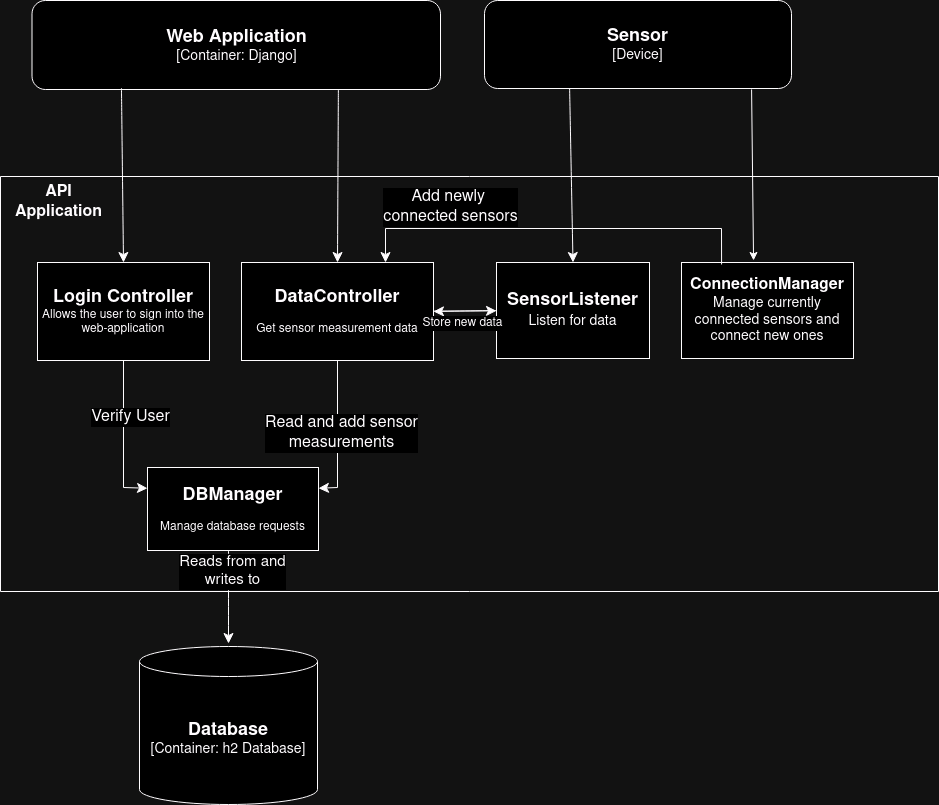 Web Application
[Container: Django]
Sensor
[Device]
API
Application
Add newly
connected sensors
Login Controller
Allows the user to sign into the
web-application
DataController
Get sensor measurement data
Store new data
SensorListener
Listen for data
ConnectionManager
Manage currently
connected sensors and
connect new ones
Verify User
Read and add sensor
measurements
DBManager
Manage database requests
Reads from and
writes to
Database
[Container: h2 Database]